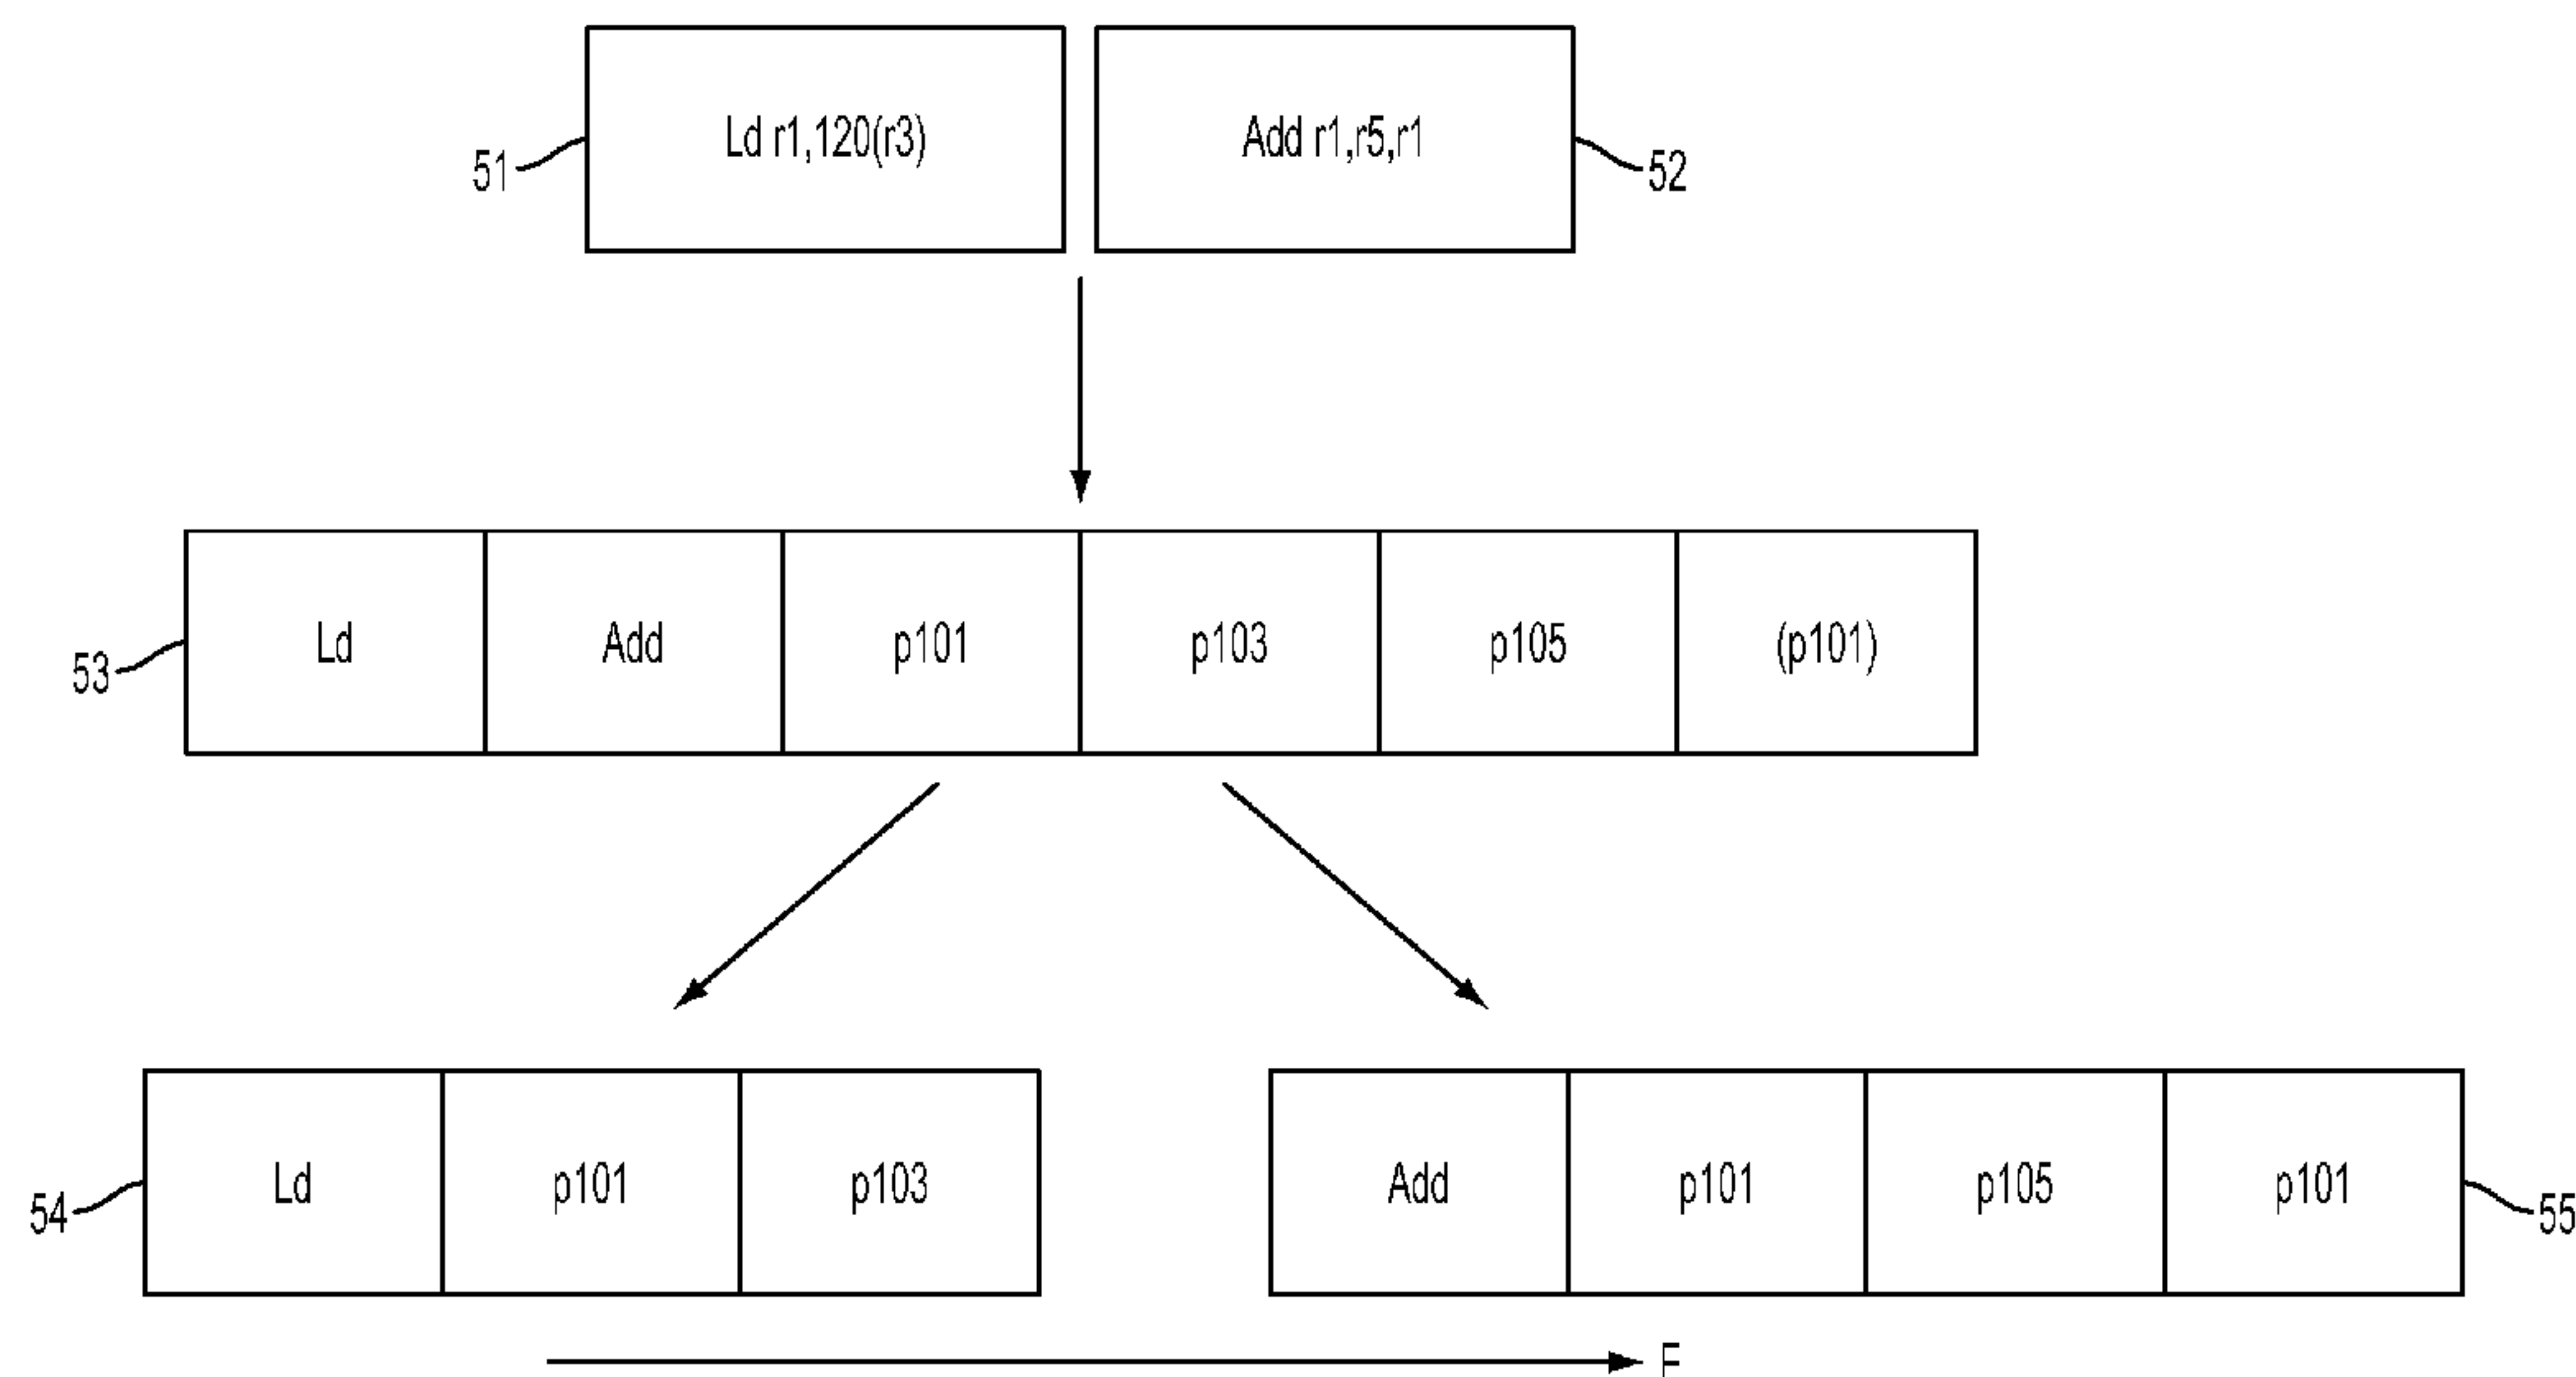 Ld r1,120(r3)
Add r1,r5,r1
51
52
Ld
Add
p101
p103
p105
(p101)
53
Ld
p101
p103
Add
p101
p105
p101
54
55